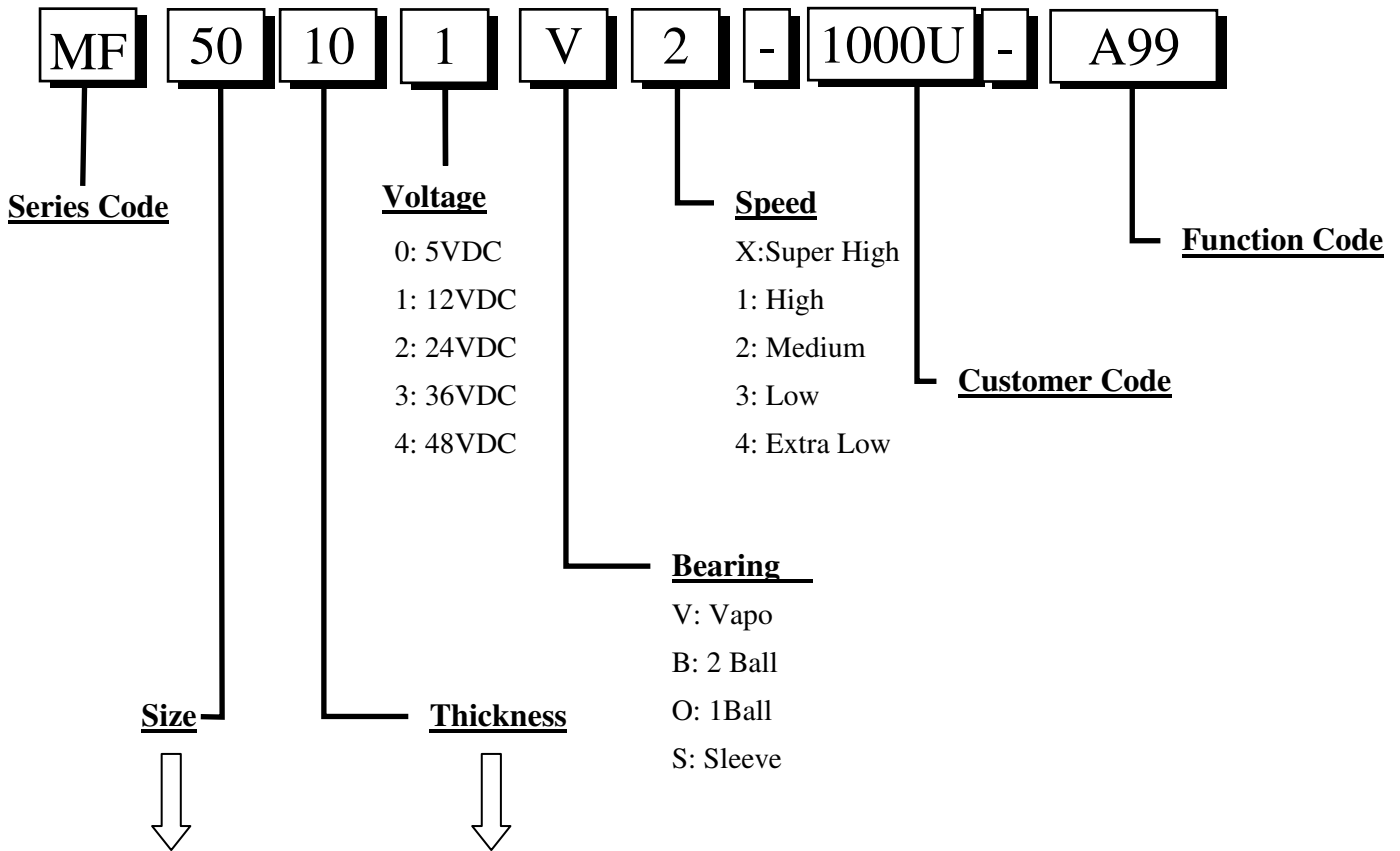 MF 50 10 1 V 2 - 1000U - A99
Series Code
Voltage
0: 5VDC
1: 12VDC
2: 24VDC
3: 36VDC
4: 48VDC
Speed
X:Super High
1: High
2: Medium
3: Low
4: Extra Low
Function Code
Customer Code
Bearing
V: Vapo
B: 2 Ball
O: 1Ball
S: Sleeve
Size
Thickness